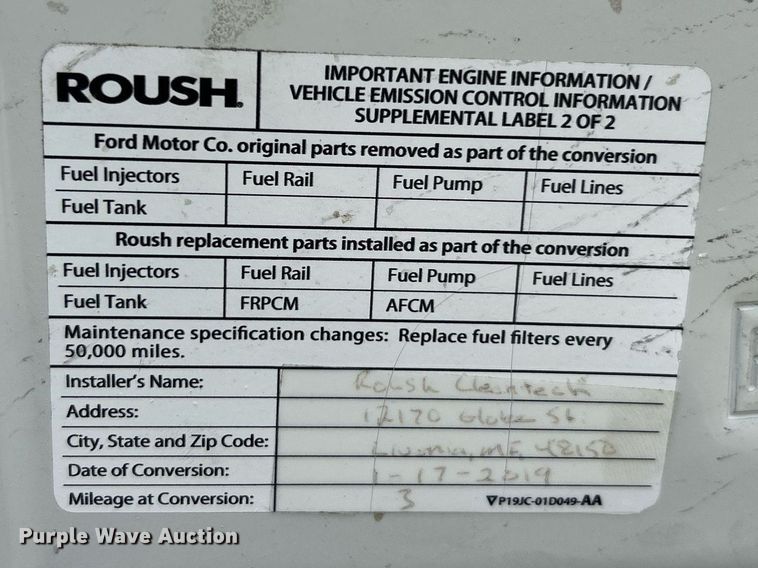 ROUSH.
IMPORTANT ENGINE INFORMATION /
VEHICLE EMISSION CONTROL INFORMATION
SUPPLEMENTAL LABEL 2 OF 2
Ford Motor Co. original parts removed as part of the conversion
Fuel Injectors Fuel Rail Fuel Pump Fuel Lines
Fuel Tank
Roush replacement parts installed as part of the conversion
Fuel Injectors Fuel Rail Fuel Pump Fuel Lines
Fuel Tank FRPCM AFCM
Maintenance specification changes: Replace fuel filters every
50,000 miles.
Installer's Name: Roush Cleantech
Address: 12170 Globe St.
City, State and Zip Code: Livonia, 48150
Date of Conversion: 1-17-2019
Mileage at Conversion: 3
P19JC-01D049-AA
Purple Wave Auction